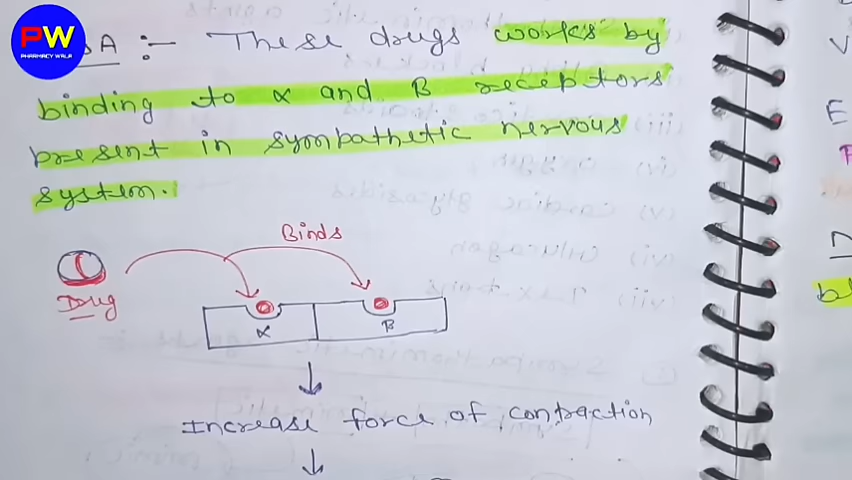 PW
PHARMACY WALA
A :- These drugs works by
binding to α and β receptors
present in sympathetic nervous
system.
Binds
Drug
α
β
Increase force of contraction